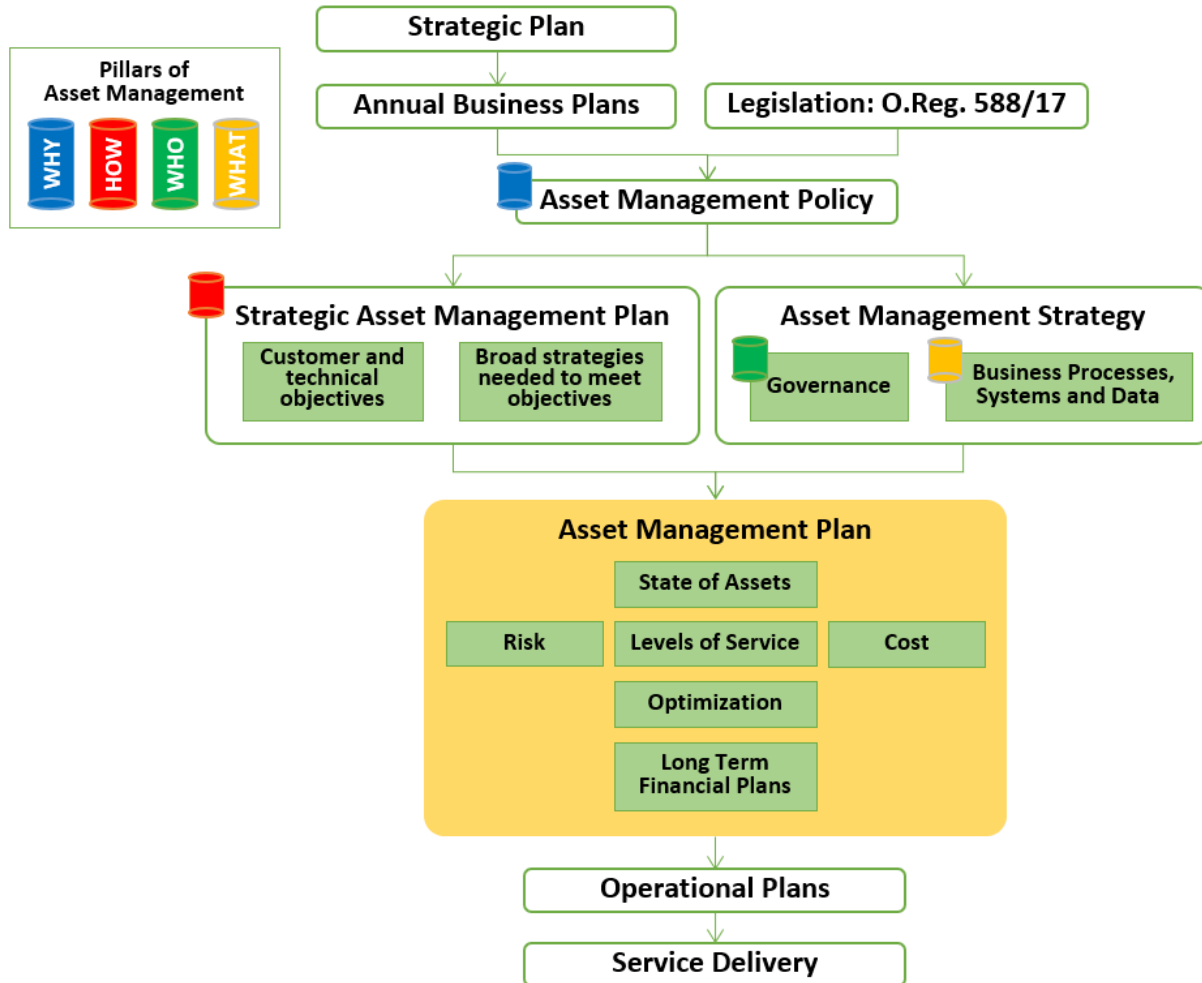 Strategic Plan
Pillars of
Asset Management
WHY
HOW
WHO
WHAT
Annual Business Plans
Legislation: O.Reg. 588/17
Asset Management Policy
Strategic Asset Management Plan
Customer and
technical
objectives
Broad strategies
needed to meet
objectives
Asset Management Strategy
Governance
Business Processes,
Systems and Data
Asset Management Plan
State of Assets
Risk
Levels of Service
Cost
Optimization
Long Term
Financial Plans
Operational Plans
Service Delivery